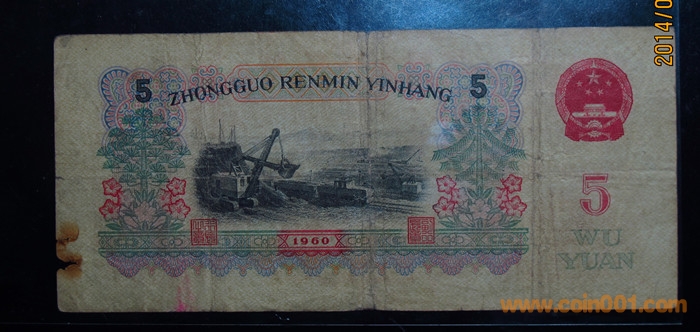 2014/0
5
ZHONGGUO RENMIN YINHANG
5
5
1960
WU
YUAN
www.coin001.com